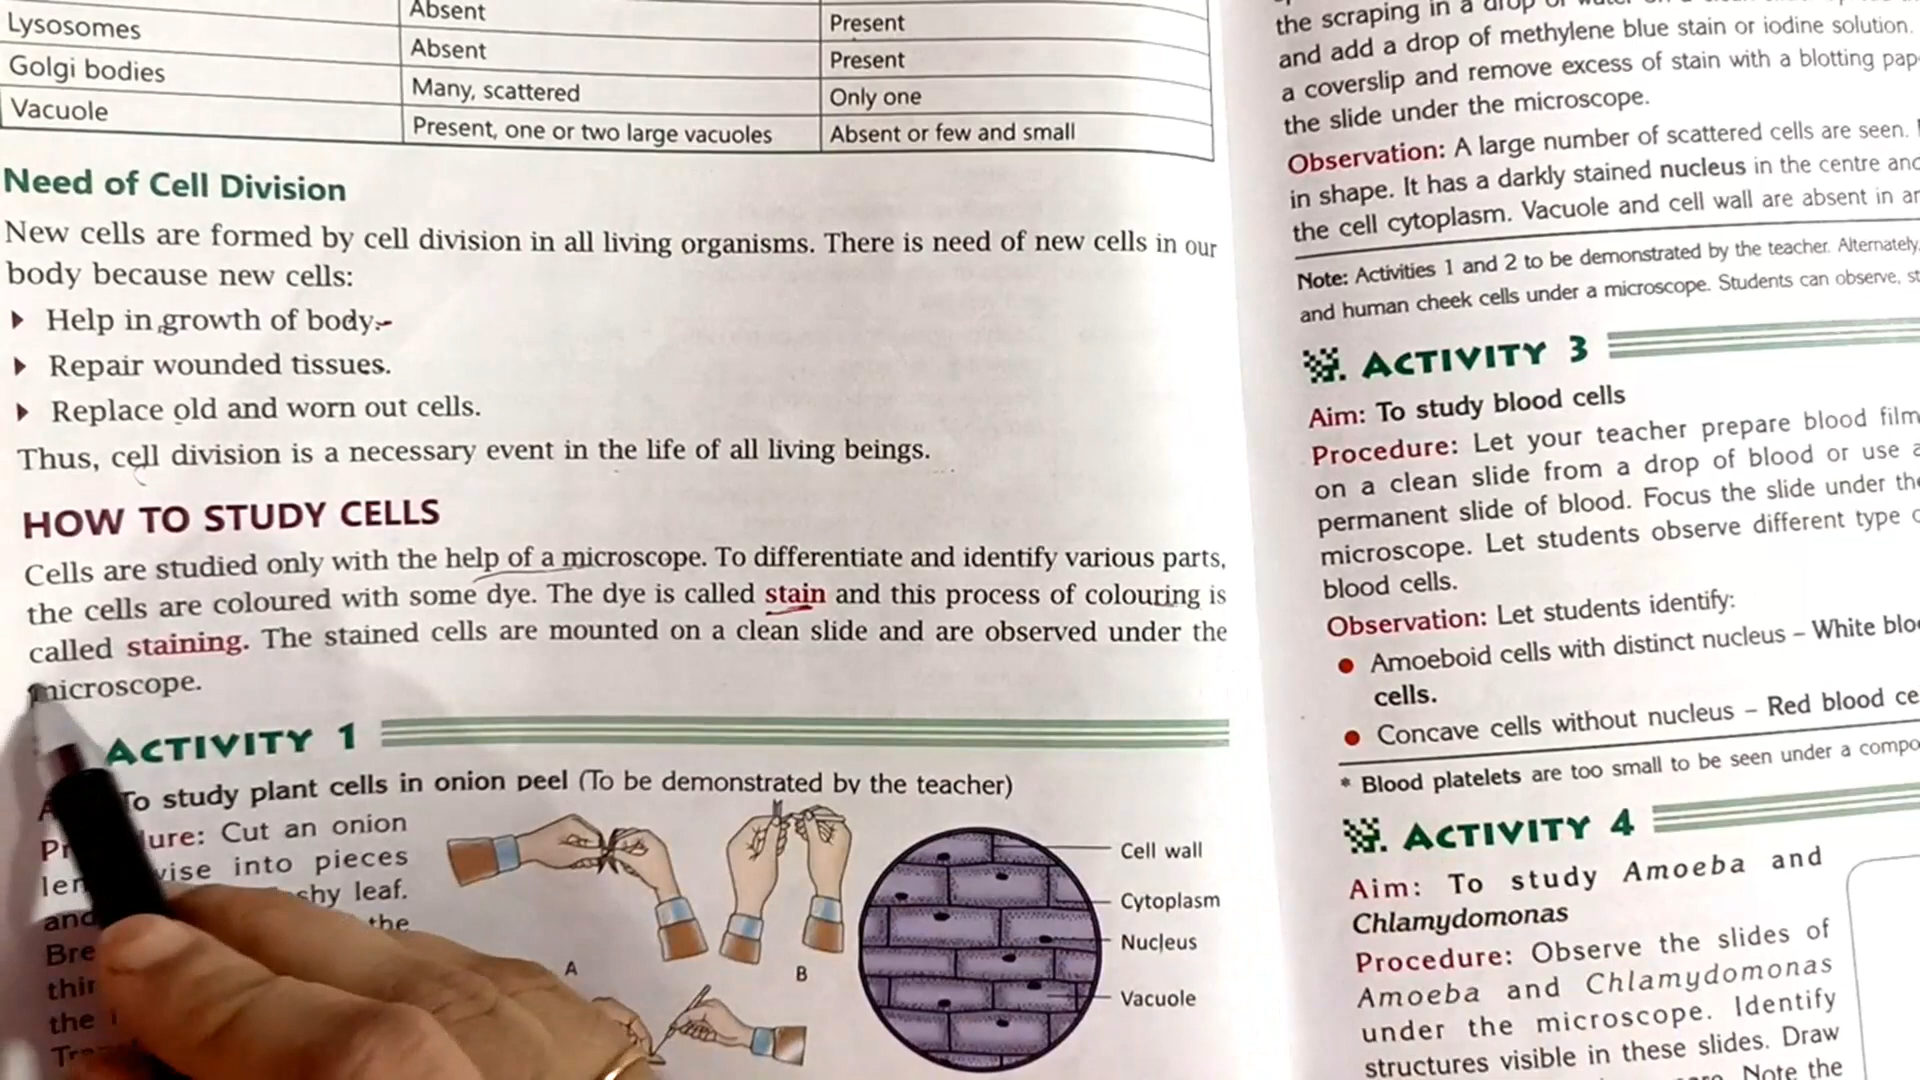 Lysosomes Absent Present
Golgi bodies Absent Present
Vacuole Many, scattered Only one
Present, one or two large vacuoles Absent or few and small
Need of Cell Division
New cells are formed by cell division in all living organisms. There is need of new cells in our
body because new cells:
Help in growth of body.
Repair wounded tissues.
Replace old and worn out cells.
Thus, cell division is a necessary event in the life of all living beings.
HOW TO STUDY CELLS
Cells are studied only with the help of a microscope. To differentiate and identify various parts,
the cells are coloured with some dye. The dye is called stain and this process of colouring is
called staining. The stained cells are mounted on a clean slide and are observed under the
microscope.
ACTIVITY 1
To study plant cells in onion peel (To be demonstrated by the teacher)
Cut an onion
into pieces
leaf.
the
A
B
Cell wall
Cytoplasm
Nucleus
Vacuole
the scraping in a drop of water on a clean
and add a drop of methylene blue stain or iodine solution.
a coverslip and remove excess of stain with a blotting
the slide under the microscope.
Observation: A large number of scattered cells are seen.
in shape. It has a darkly stained nucleus in the centre and
the cell cytoplasm. Vacuole and cell wall are absent in
Note: Activities 1 and 2 to be demonstrated by the teacher. Alternately,
and human cheek cells under a microscope. Students can observe,
ACTIVITY 3
Aim: To study blood cells
Procedure: Let your teacher prepare blood film
on a clean slide from a drop of blood or use a
permanent slide of blood. Focus the slide under the
microscope. Let students observe different type
blood cells.
Observation: Let students identify:
• Amoeboid cells with distinct nucleus – White
cells.
• Concave cells without nucleus – Red blood
* Blood platelets are too small to be seen under a
ACTIVITY 4
Aim: To study Amoeba and
Chlamydomonas
Procedure: Observe the slides of
Amoeba and Chlamydomonas
under the microscope. Identify
structures visible in these slides. Draw
Note the